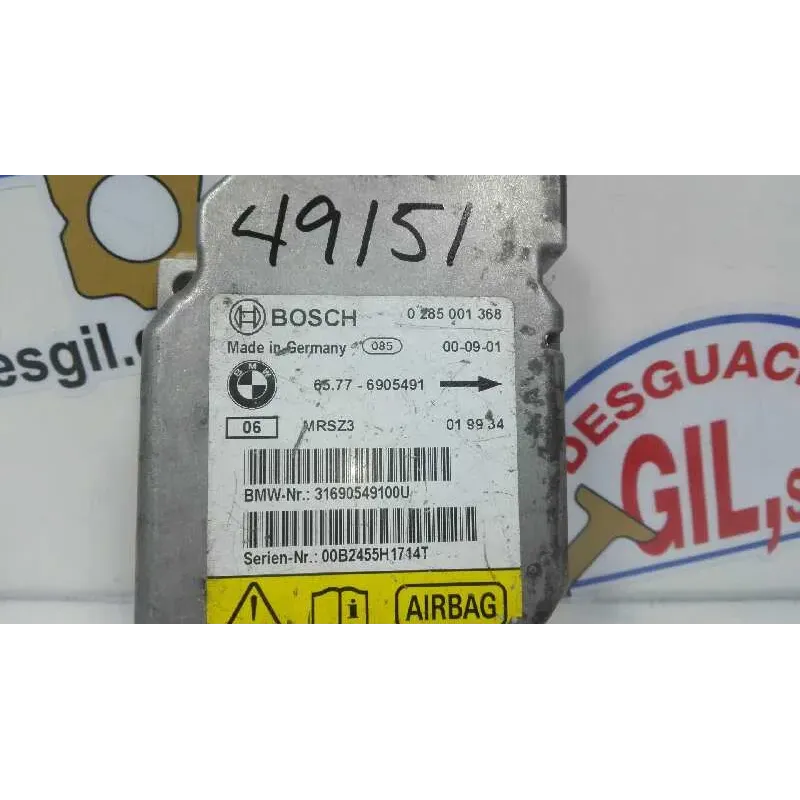 49151
esgil.
BOSCH 0 285 001 368
Made in Germany 085 00-09-01
BMW 65.77 - 6905491
06 MRSZ3 01 99 34
BMW-Nr.: 31690549100U
Serien-Nr.: 00B2455H1714T
i AIRBAG
DESGUAC
GIL,s